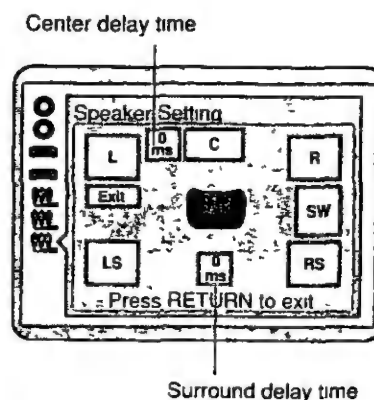 Center delay time
Speaker Setting
L
0 ms
C
R
Exit
SW
LS
0 ms
RS
Press RETURN to exit
Surround delay time